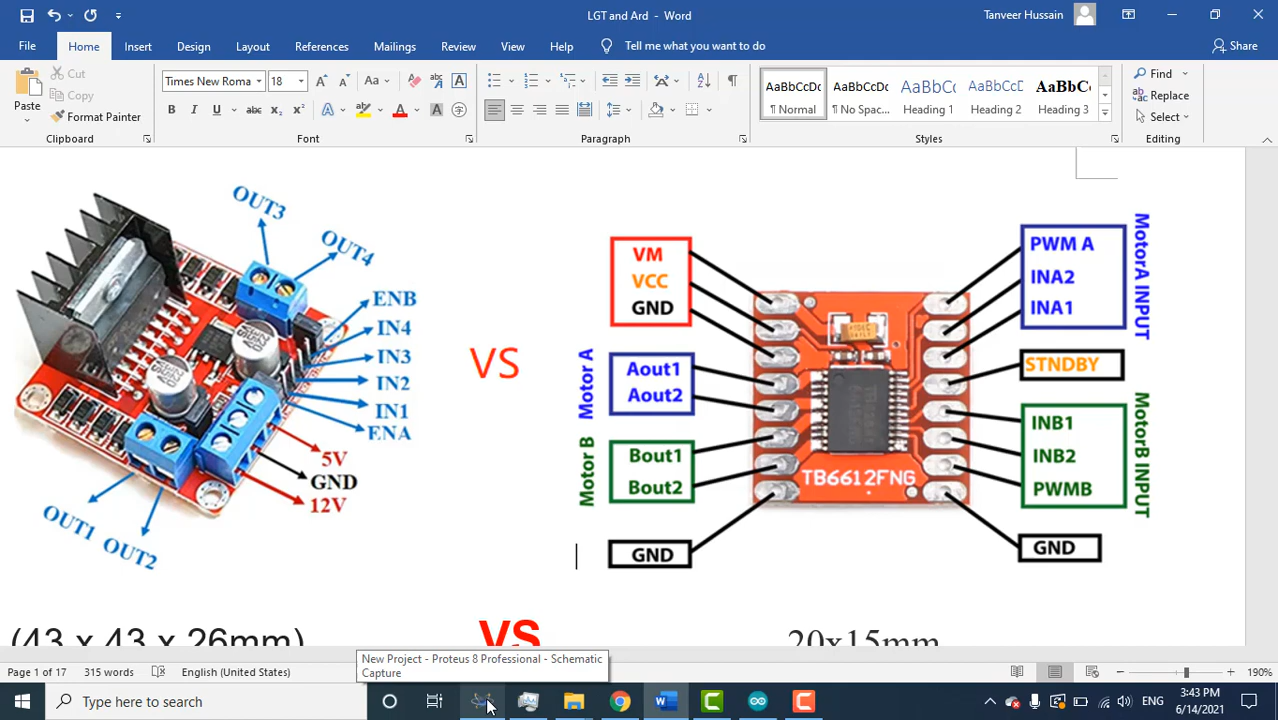 LGT and Ard - Word
Tanveer Hussain
File Home Insert Design Layout References Mailings Review View Help Tell me what you want to do Share
Paste
Cut
Copy
Format Painter
Clipboard
Times New Roma 18
Font
Paragraph
AaBbCcDc AaBbCcDc AaBbC AaBbCcD AaBbC
¶ Normal ¶ No Spac... Heading 1 Heading 2 Heading 3
Styles
Find
Replace
Select
Editing
OUT3
OUT4
ENB
IN4
IN3
IN2
IN1
ENA
5V
GND
12V
OUT1 OUT2
VS
VM
VCC
GND
Motor A
Aout1
Aout2
Motor B
Bout1
Bout2
GND
TB6612FNG
PWM A
INA2
INA1
MotorA INPUT
STNDBY
INB1
INB2
PWMB
MotorB INPUT
GND
(43 x 43 x 26mm) VS 20x15mm
New Project - Proteus 8 Professional - Schematic
Capture
Page 1 of 17 315 words English (United States) 190%
Type here to search
ENG
3:43 PM
6/14/2021